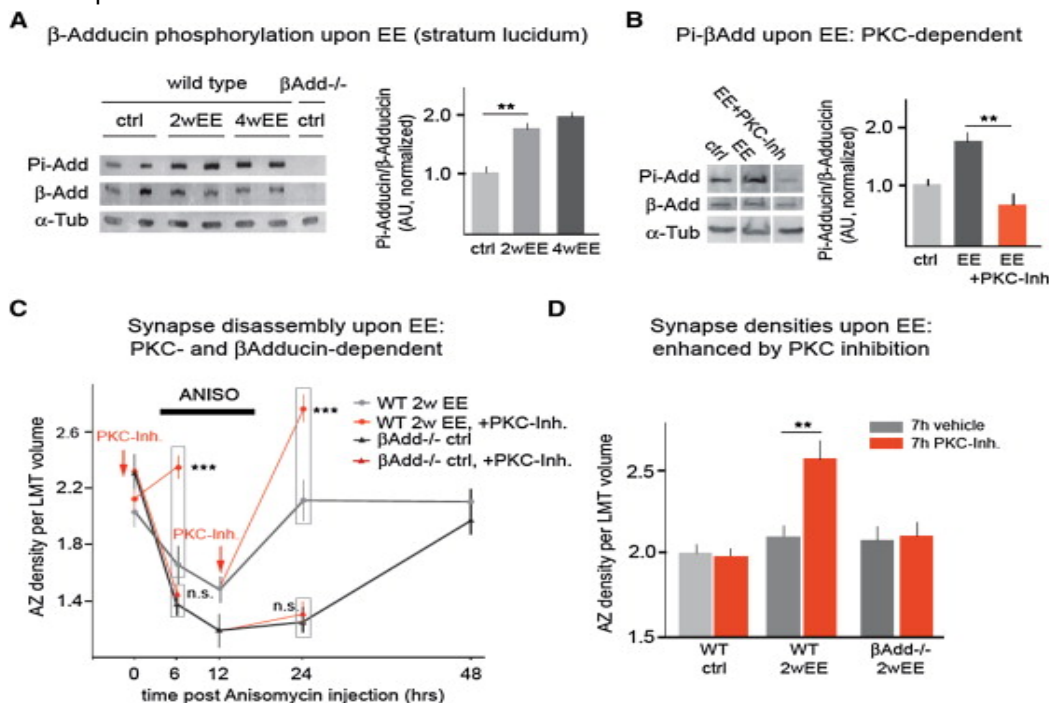 A
β-Adducin phosphorylation upon EE (stratum lucidum)
wild type βAdd-/-
ctrl 2wEE 4wEE ctrl
Pi-Add
β-Add
α-Tub
Pi-Adducin/β-Adducicin
(AU, normalized)
2.0
1.0
**
ctrl 2wEE 4wEE
B
Pi-βAdd upon EE: PKC-dependent
ctrl
EE
EE+PKC-Inh
Pi-Add
β-Add
α-Tub
Pi-Adducin/β-Adducicin
(AU, normalized)
2.0
1.0
**
ctrl EE EE
+PKC-Inh
C
Synapse disassembly upon EE:
PKC- and βAdducin-dependent
AZ density per LMT volume
2.6
2.2
1.8
1.4
ANISO
PKC-Inh.
***
PKC-Inh.
n.s.
n.s.
***
WT 2w EE
WT 2w EE, +PKC-Inh.
βAdd-/- ctrl
βAdd-/- ctrl, +PKC-Inh.
0 6 12 24 48
time post Anisomycin injection (hrs)
D
Synapse densities upon EE:
enhanced by PKC inhibition
AZ density per LMT volume
2.5
2.0
1.5
**
7h vehicle
7h PKC-Inh.
WT WT βAdd-/-
ctrl 2wEE 2wEE